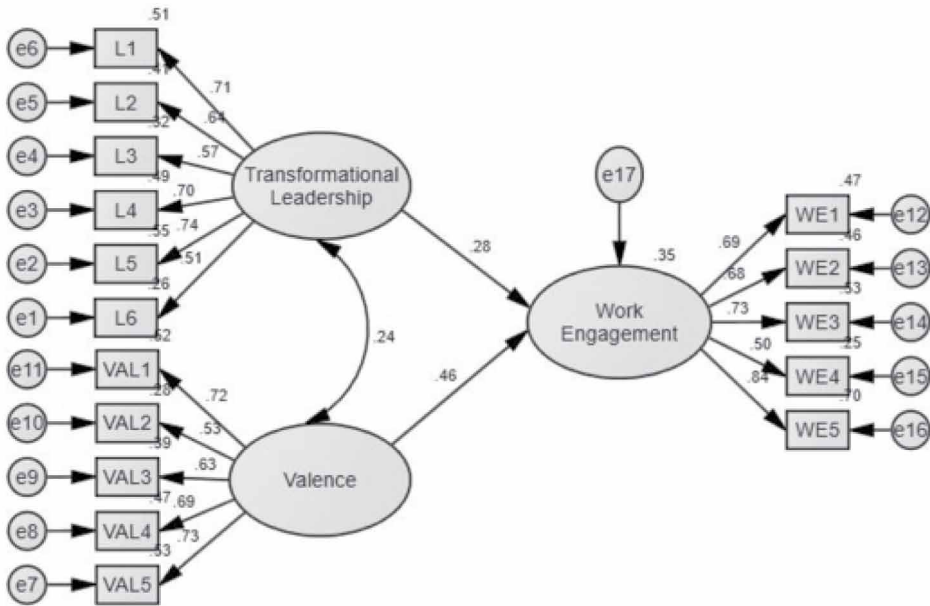 .51
e6
L1
.41
.71
e5
L2
.64
.32
e4
L3
.57
.49
e3
L4
.70
.55
.74
e2
L5
.51
.26
e1
L6
.52
Transformational
Leadership
e11
VAL1
.28
.72
e10
VAL2
.53
.39
e9
VAL3
.63
.47
.69
e8
VAL4
.73
.53
e7
VAL5
Valence
.24
.28
.46
e17
.35
Work
Engagement
.47
WE1
e12
.69
.46
WE2
e13
.68
.53
WE3
e14
.73
.25
WE4
e15
.50
.70
WE5
e16
.84